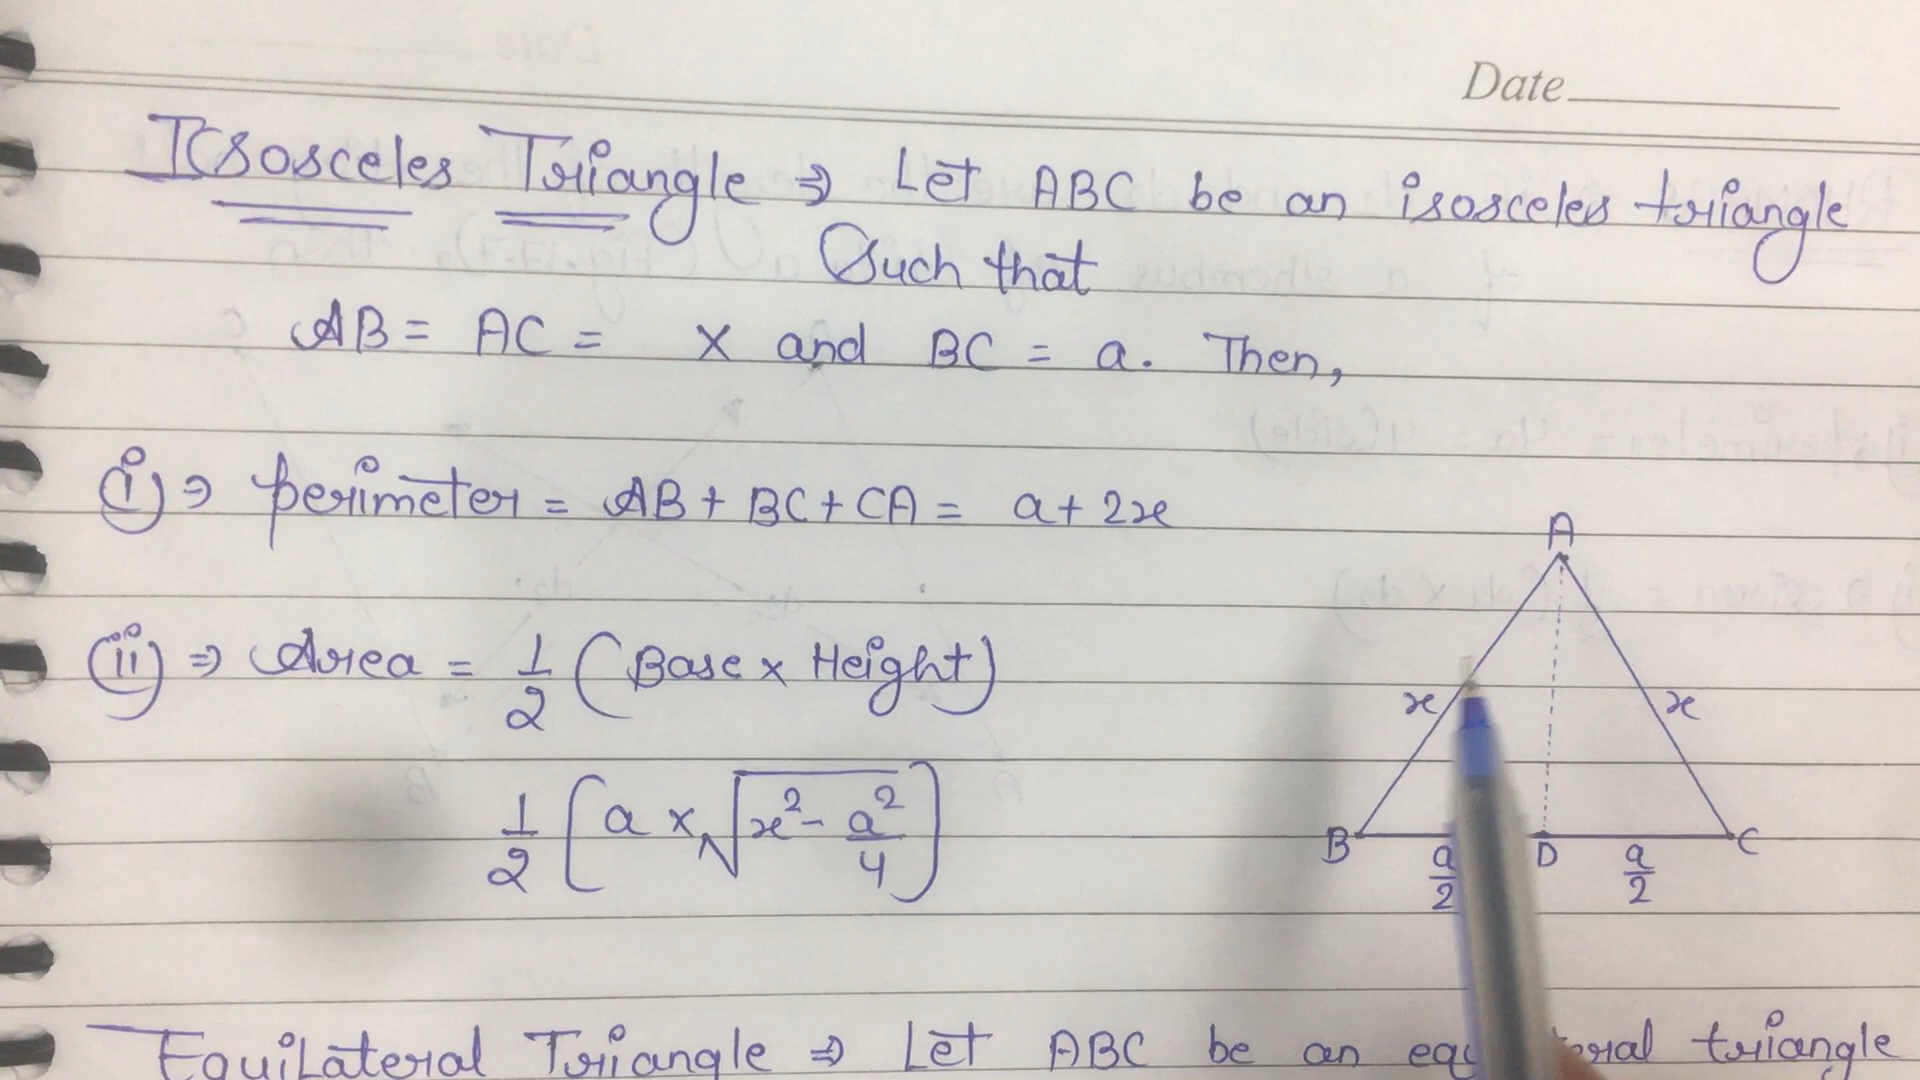 Date
Isosceles Triangle ⇒ Let ABC be an isosceles triangle
Such that
AB = AC = x and BC = a. Then,
(i) ⇒ perimeter = AB + BC + CA = a + 2x
(ii) ⇒ Area = 1/2 (Base × Height)
1/2 [a × √(x² - a²/4)]
A
x x
B a/2 D a/2 C
Equilateral Triangle ⇒ Let ABC be an triangle